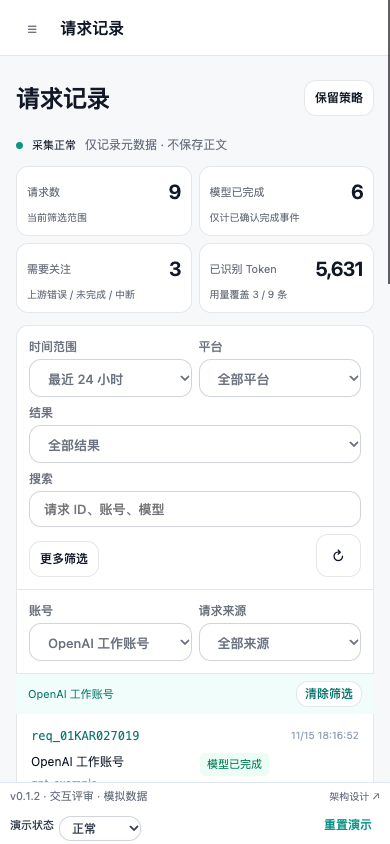 ≡ 请求记录
请求记录 保留策略
采集正常 仅记录元数据 · 不保存正文
请求数 9
当前筛选范围
模型已完成 6
仅计已确认完成事件
需要关注 3
上游错误 / 未完成 / 中断
已识别 Token 5,631
用量覆盖 3 / 9 条
时间范围 平台
最近 24 小时 全部平台
结果
全部结果
搜索
请求 ID、账号、模型
更多筛选 ↻
账号 请求来源
OpenAI 工作账号 全部来源
OpenAI 工作账号 清除筛选
req_01KAR027019 11/15 18:16:52
OpenAI 工作账号 模型已完成
v0.1.2 · 交互评审 · 模拟数据 架构设计 ↗
演示状态 正常 重置演示